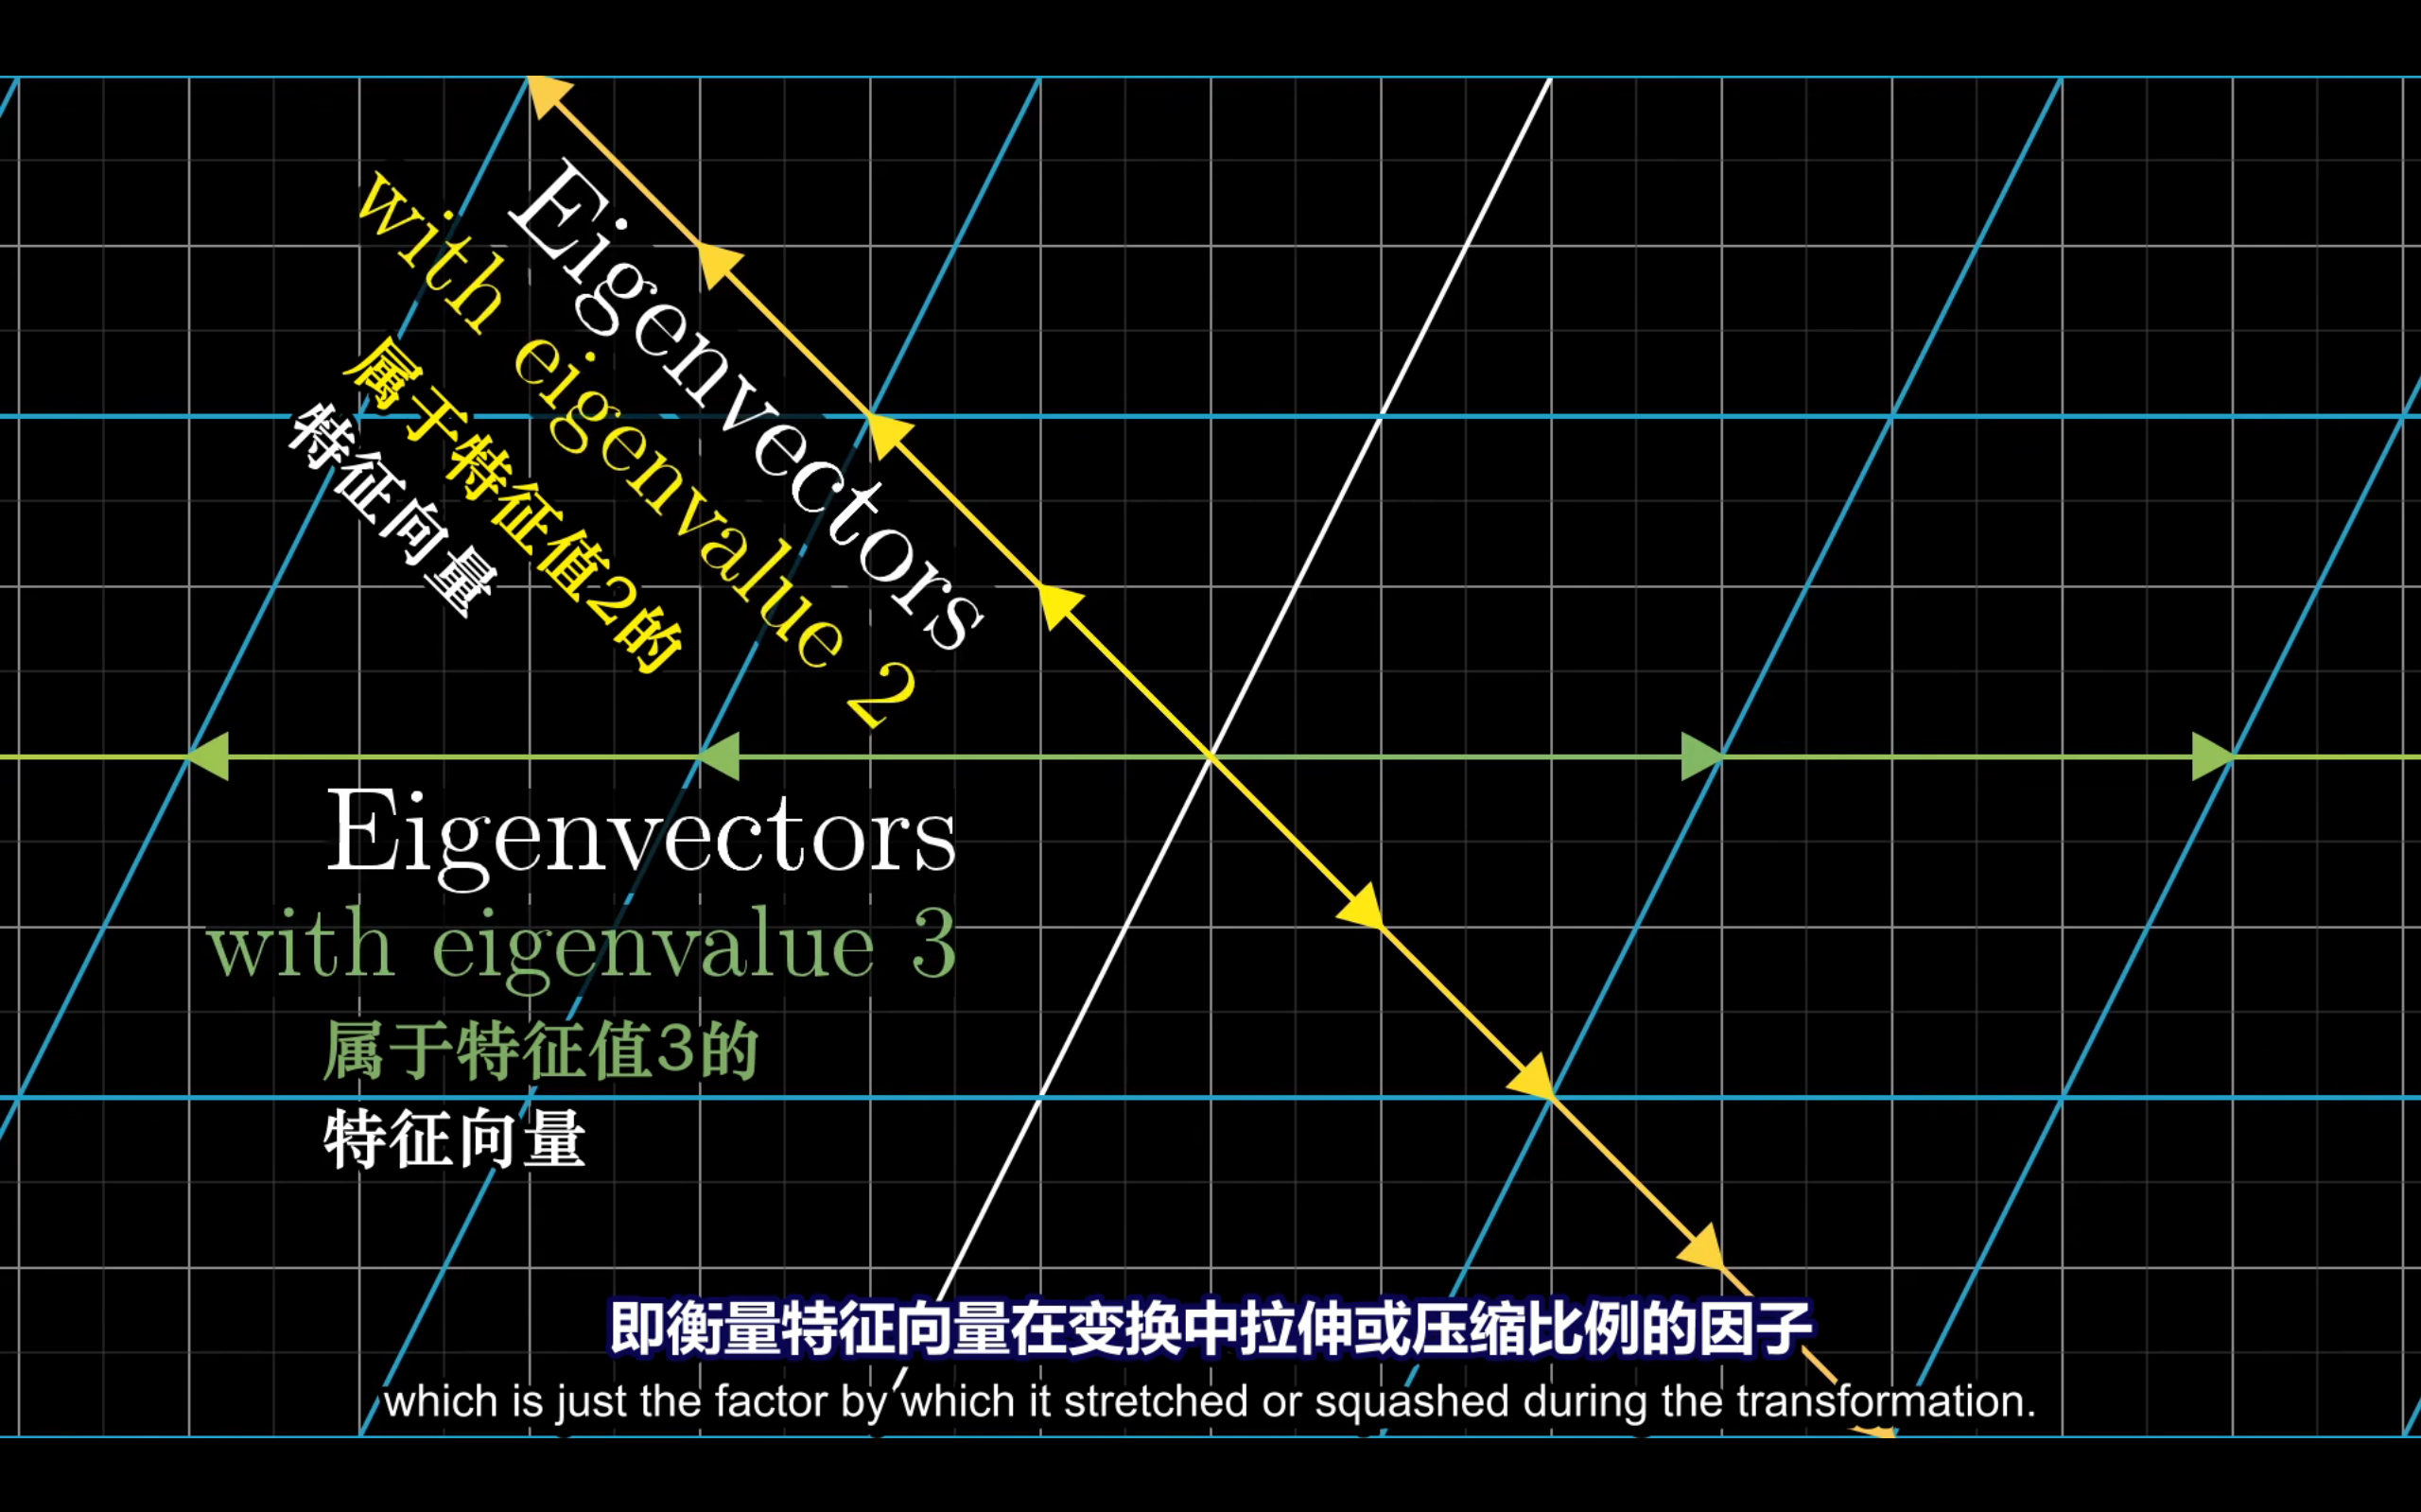 Eigenvectors
with eigenvalue 2
属于特征值2的
特征向量
Eigenvectors
with eigenvalue 3
属于特征值3的
特征向量
即衡量特征向量在变换中拉伸或压缩比例的因子
which is just the factor by which it stretched or squashed during the transformation.